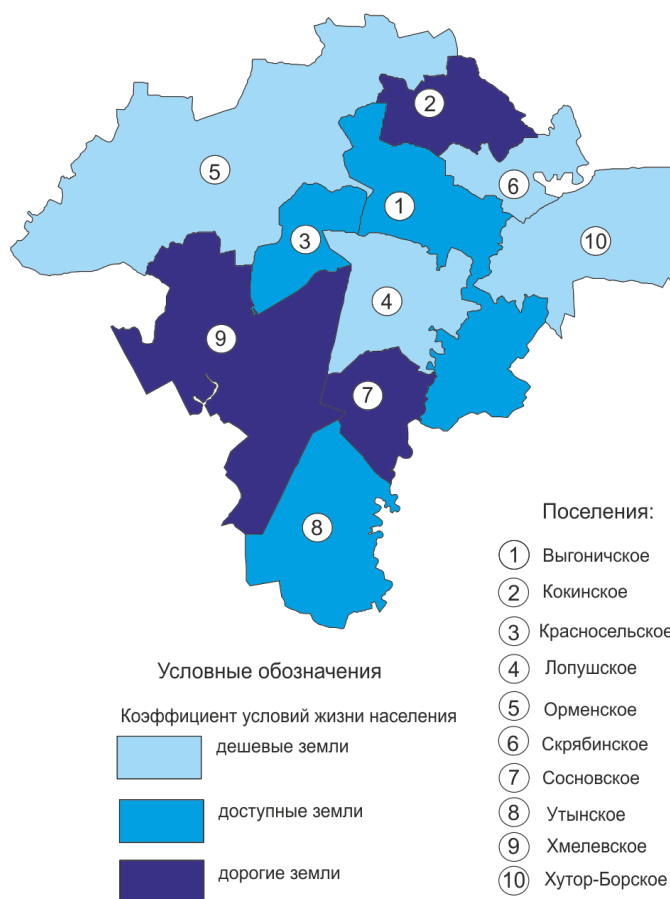 2
5
6
1
3
10
4
9
7
8
Поселения:
1 Выгоничское
2 Кокинское
3 Красносельское
4 Лопушское
5 Орменское
6 Скрябинское
7 Сосновское
8 Утынское
9 Хмелевское
10 Хутор-Борское
Условные обозначения
Коэффициент условий жизни населения
дешевые земли
доступные земли
дорогие земли